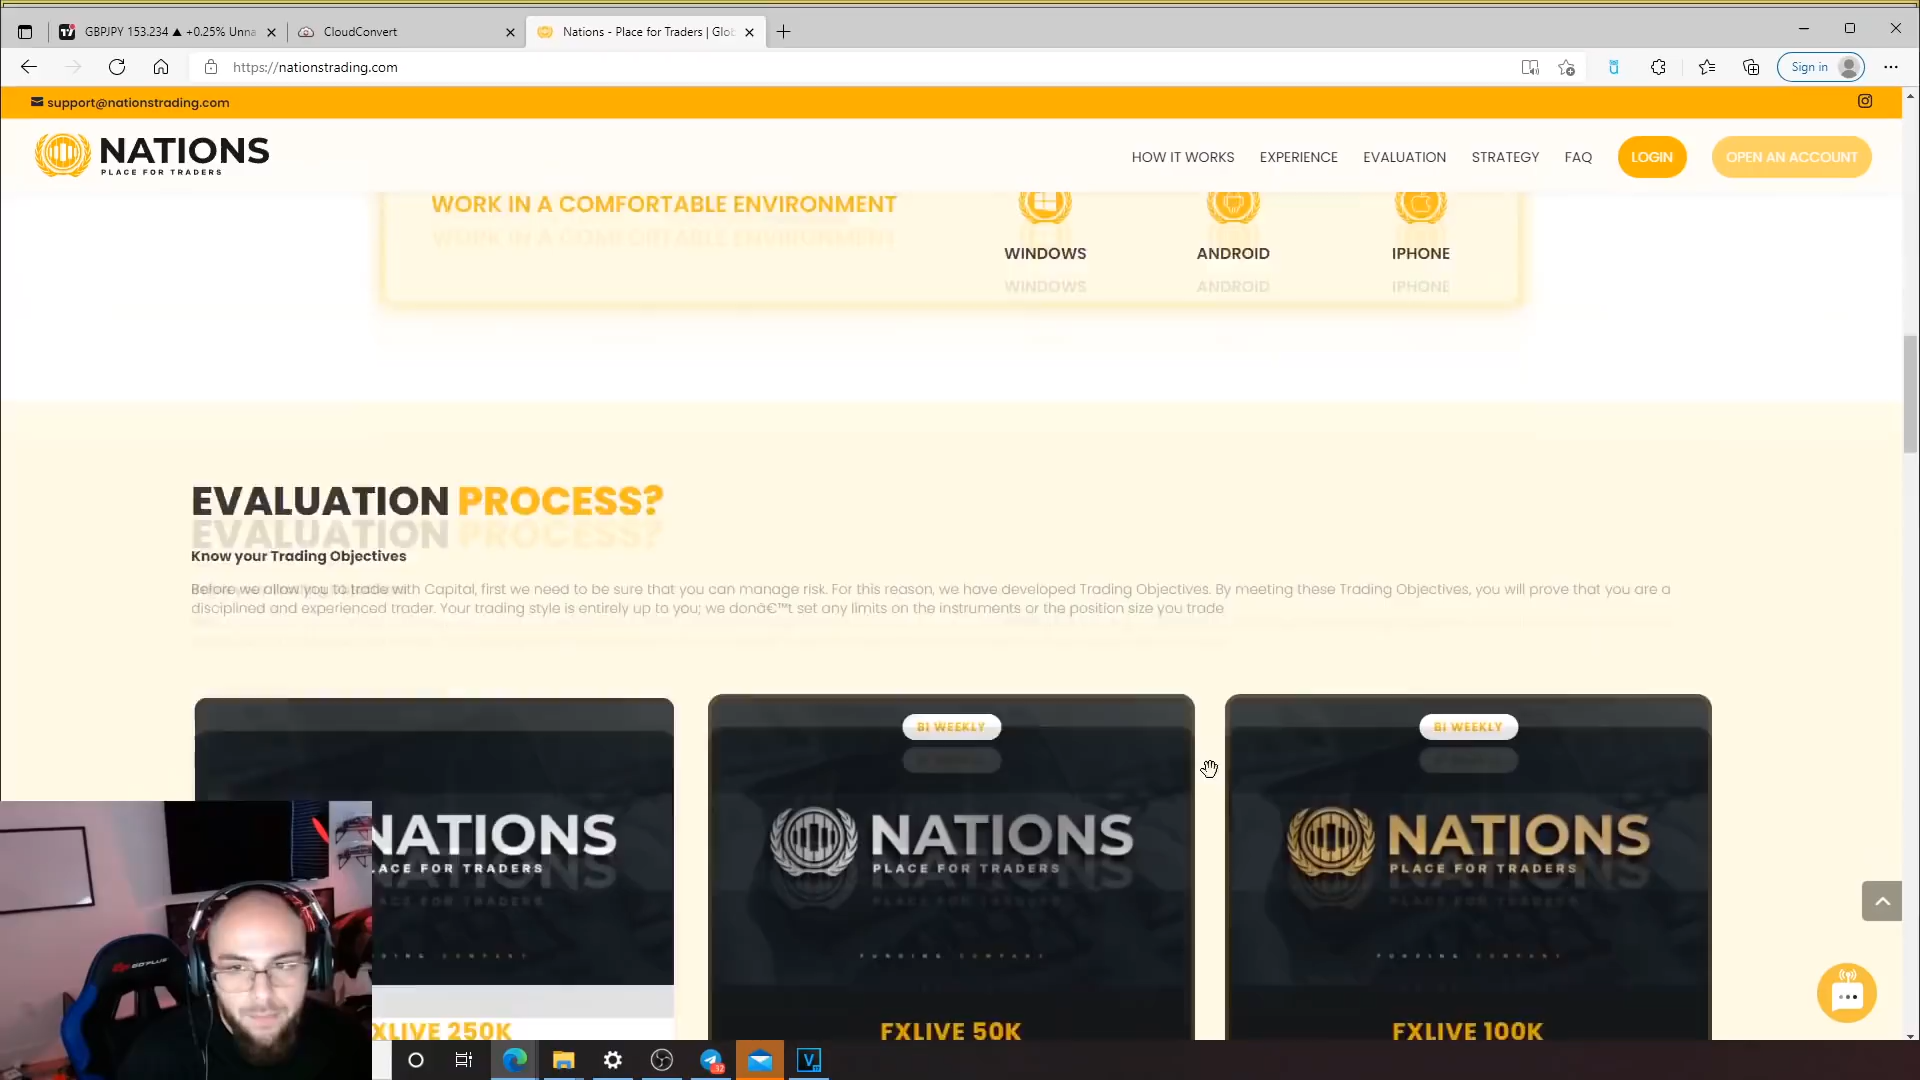 GBPJPY 153.234 ▲ +0.25% Unna
CloudConvert
Nations - Place for Traders | Glob
https://nationstrading.com
Sign in
support@nationstrading.com
NATIONS
PLACE FOR TRADERS
HOW IT WORKS
EXPERIENCE
EVALUATION
STRATEGY
FAQ
LOGIN
OPEN AN ACCOUNT
WORK IN A COMFORTABLE ENVIRONMENT
WINDOWS
ANDROID
IPHONE
EVALUATION PROCESS?
Know your Trading Objectives
Before we allow you to trade with Capital, first we need to be sure that you can manage risk. For this reason, we have developed Trading Objectives. By meeting these Trading Objectives, you will prove that you are a
disciplined and experienced trader. Your trading style is entirely up to you; we donâ€™t set any limits on the instruments or the position size you trade
BI WEEKLY
BI WEEKLY
NATIONS
LACE FOR TRADERS
NATIONS
PLACE FOR TRADERS
FUNDING COMPANY
NATIONS
PLACE FOR TRADERS
FUNDING COMPANY
XLIVE 250K
FXLIVE 50K
FXLIVE 100K